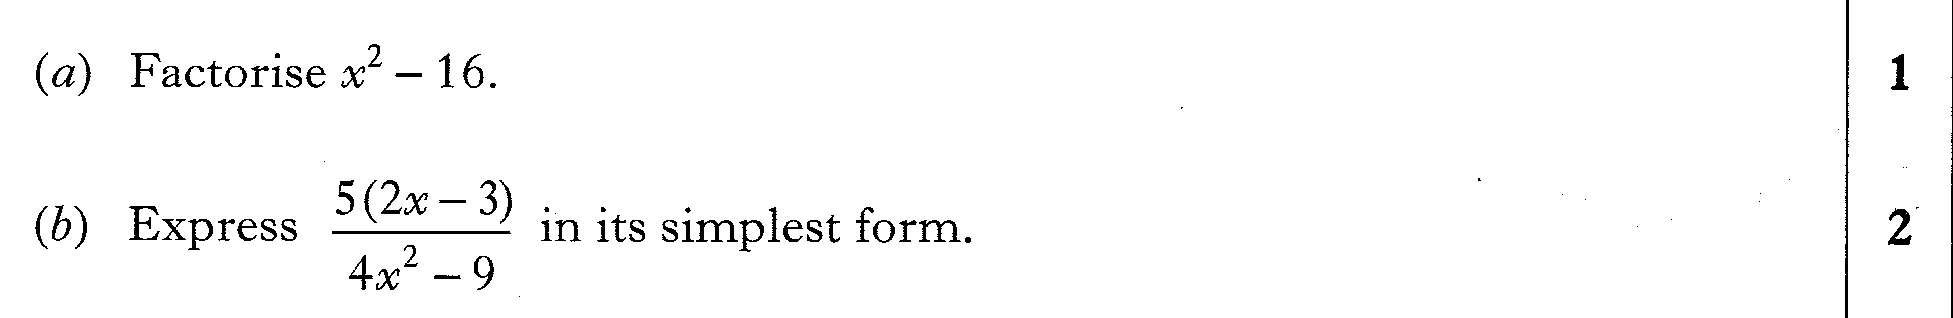 (a) Factorise x² – 16. 1
(b) Express 5(2x – 3) / 4x² – 9 in its simplest form. 2